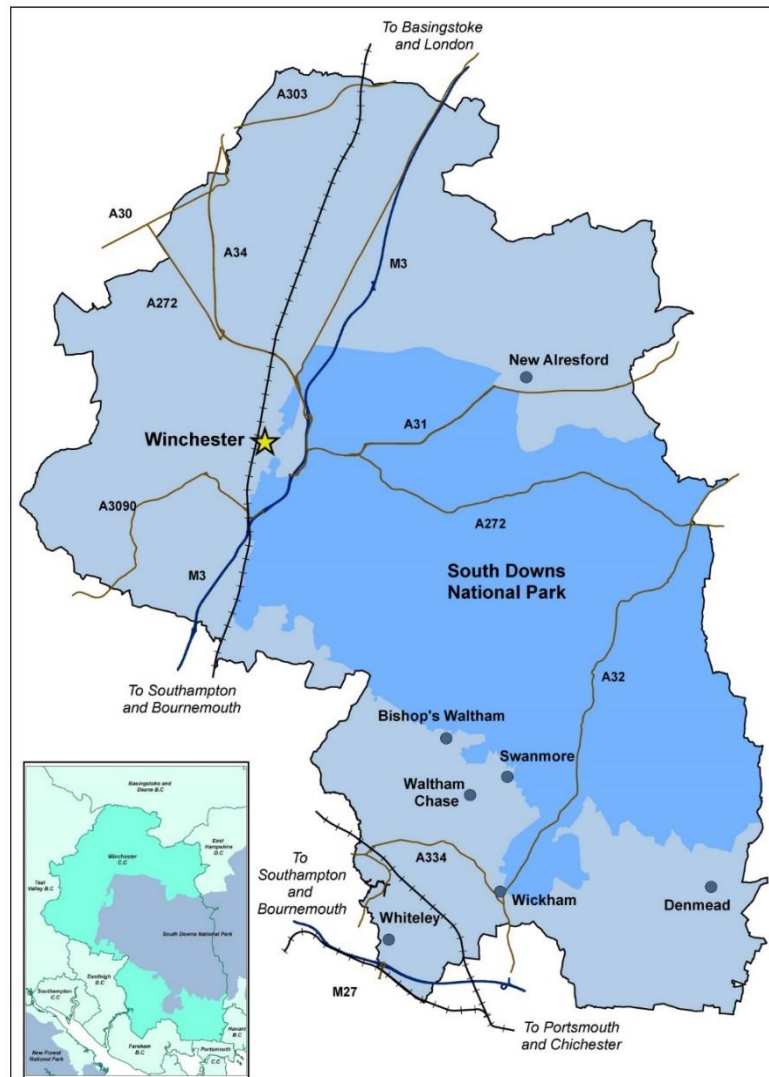 To Basingstoke
and London
A303
A30
A34
M3
A272
New Alresford
A31
Winchester
A3090
A272
M3
South Downs
National Park
A32
To Southampton
and Bournemouth
Bishop's Waltham
Swanmore
Waltham
Chase
A334
To
Southampton
and
Bournemouth
Wickham
Denmead
Whiteley
M27
To Portsmouth
and Chichester
Basingstoke and
Deane B.C
East
Hampshire
D.C
Winchester
C.C
Test
Valley B.C
South Downs National Park
Eastleigh
B.C
Southampton
C.C
Havant
B.C
New Forest
National Park
Fareham
B.C
Portsmouth
C.C